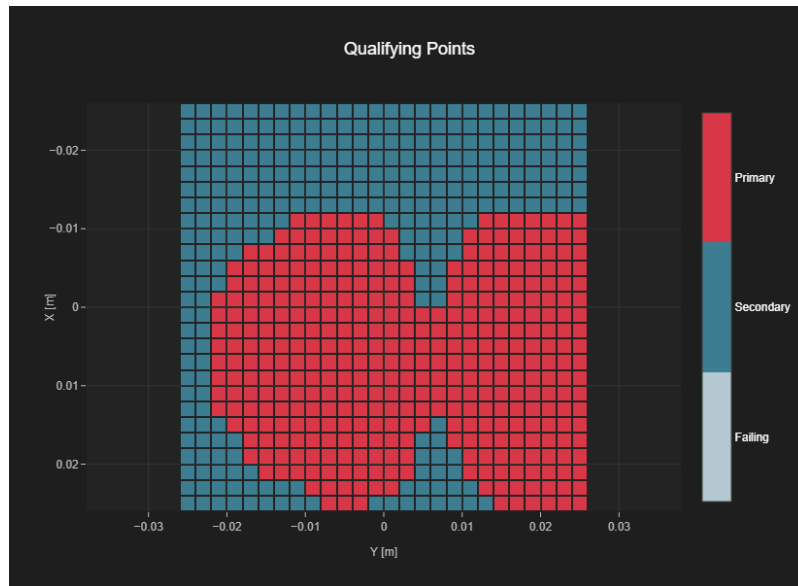 Qualifying Points
−0.02
−0.01
0
0.01
0.02
X [m]
−0.03
−0.02
−0.01
0
0.01
0.02
0.03
Y [m]
Primary
Secondary
Failing